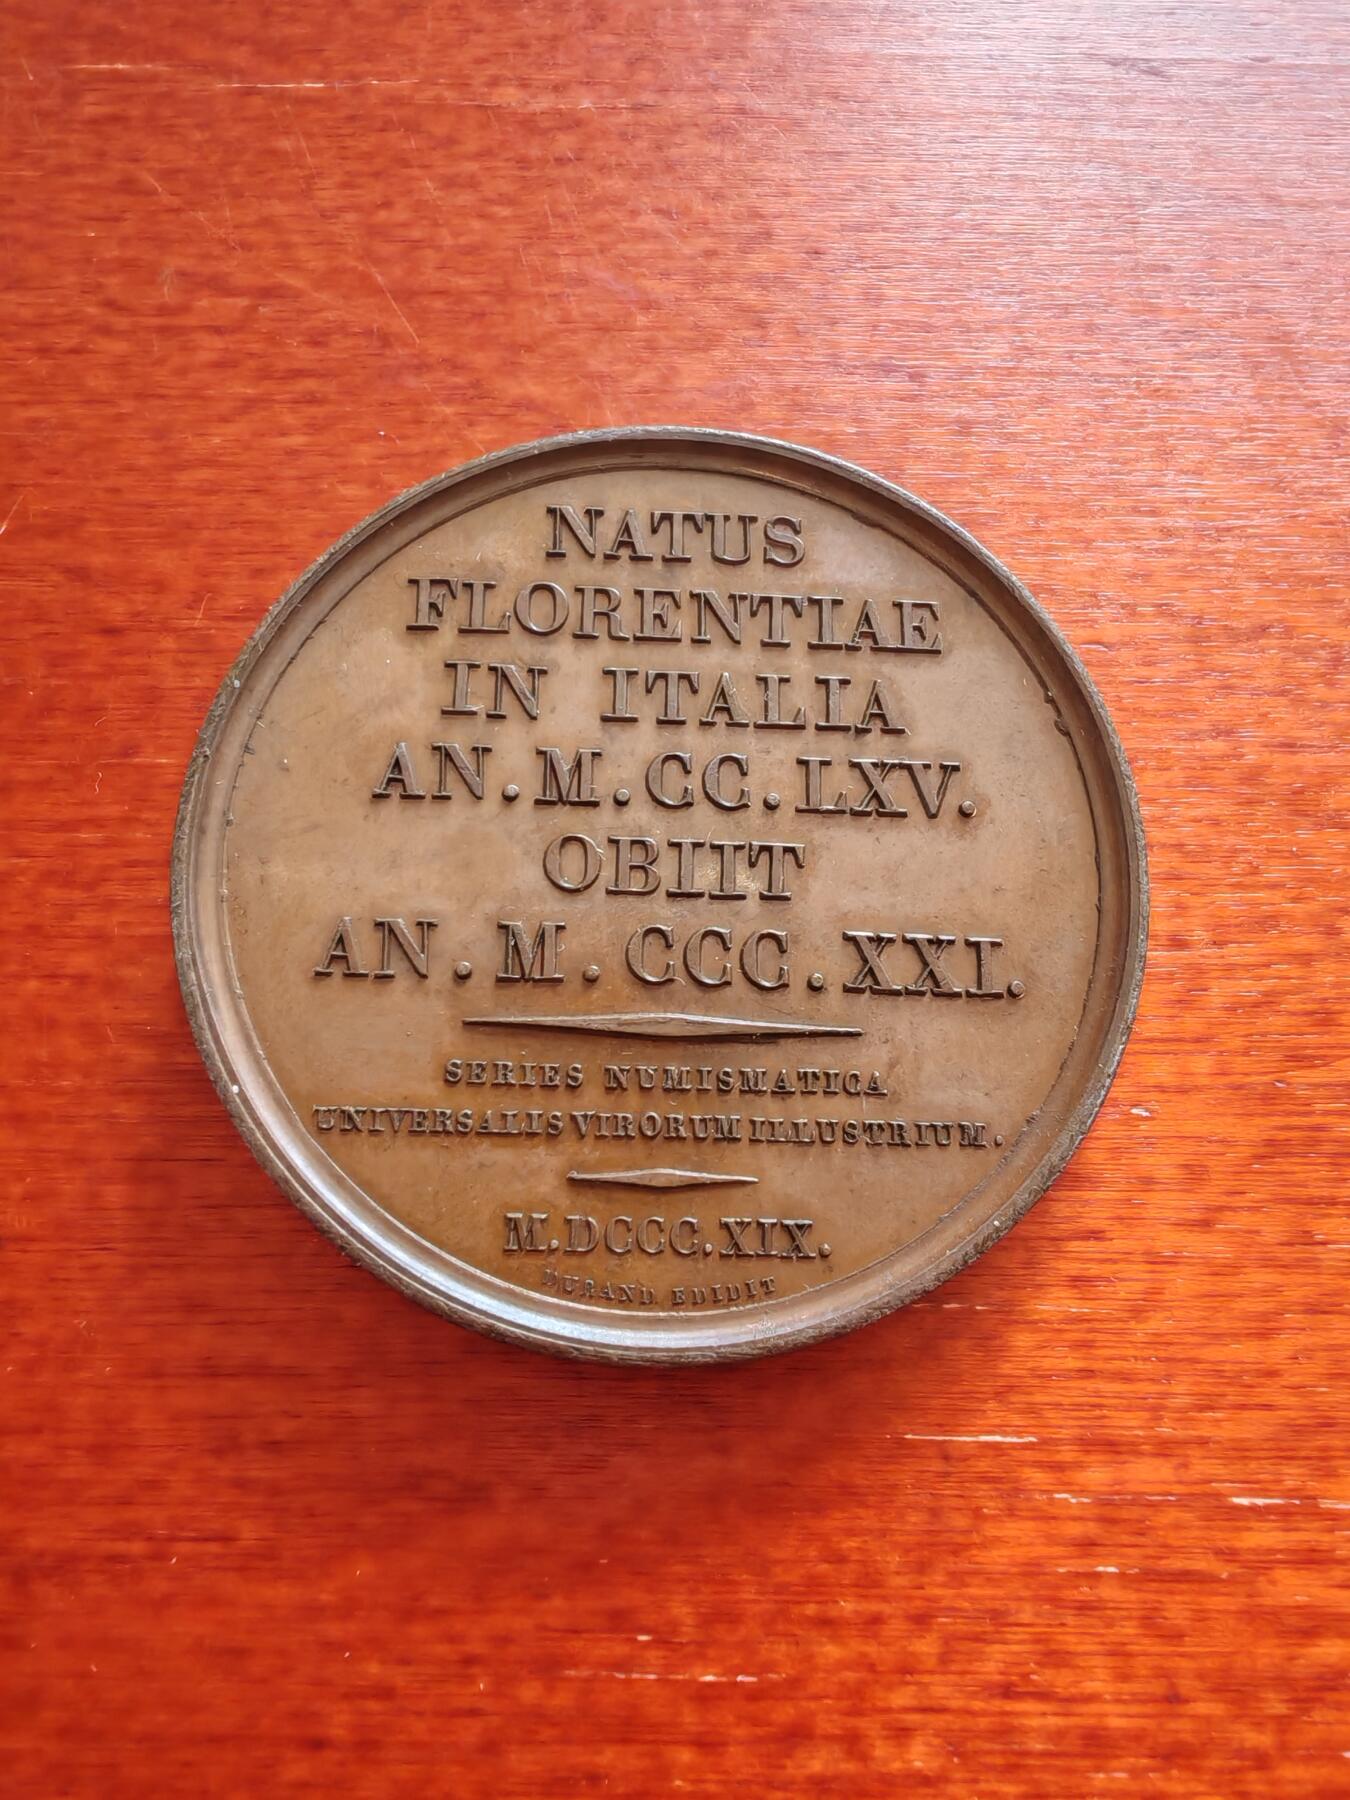 NATUS
FLORENTIAE
IN ITALIA
AN. M. CC. LXV.
OBIIT
AN. M. CCC. XXI.
SERIES NUMISMATICA
UNIVERSALIS VIRORUM ILLUSTRIUM.
M. DCCC. XIX.
DURAND EDIDIT